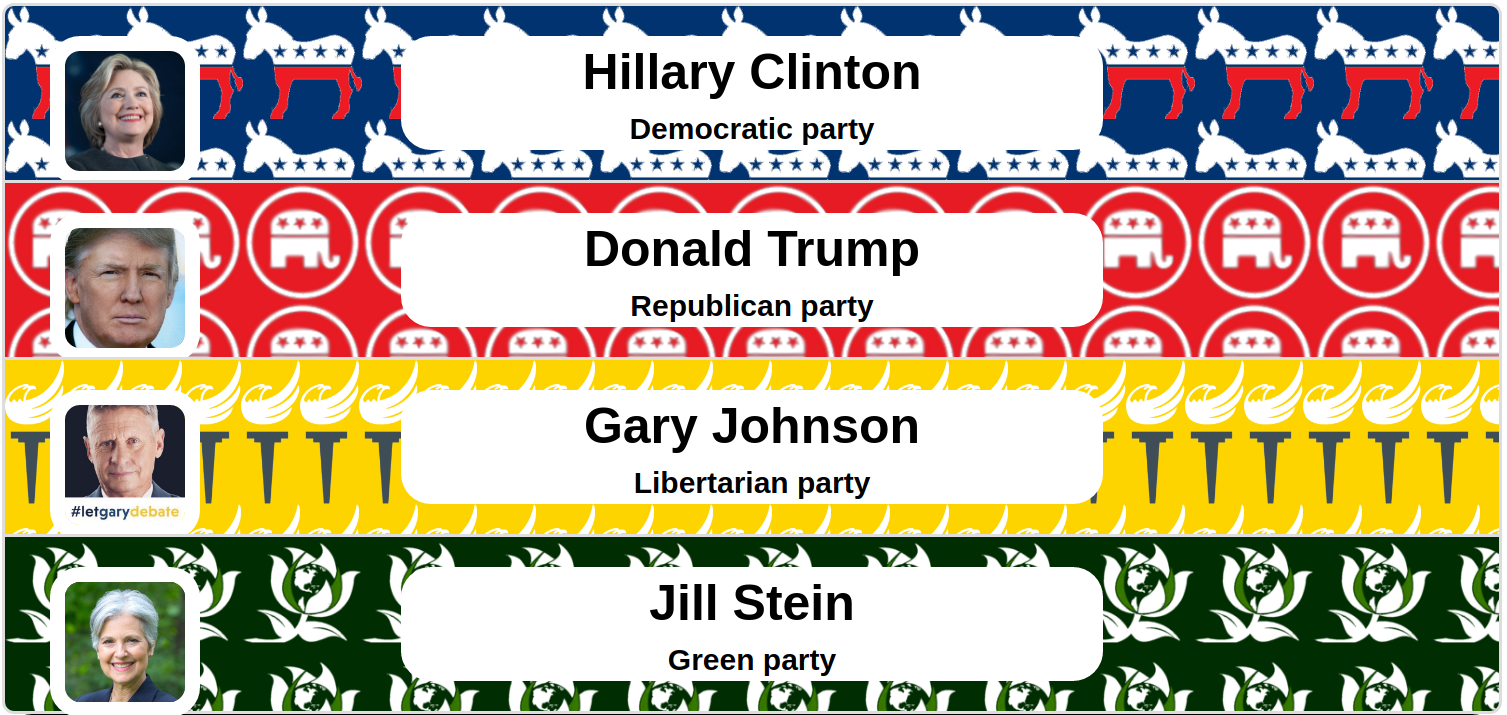 Hillary Clinton
Democratic party
Donald Trump
Republican party
Gary Johnson
Libertarian party
#letgarydebate
Jill Stein
Green party